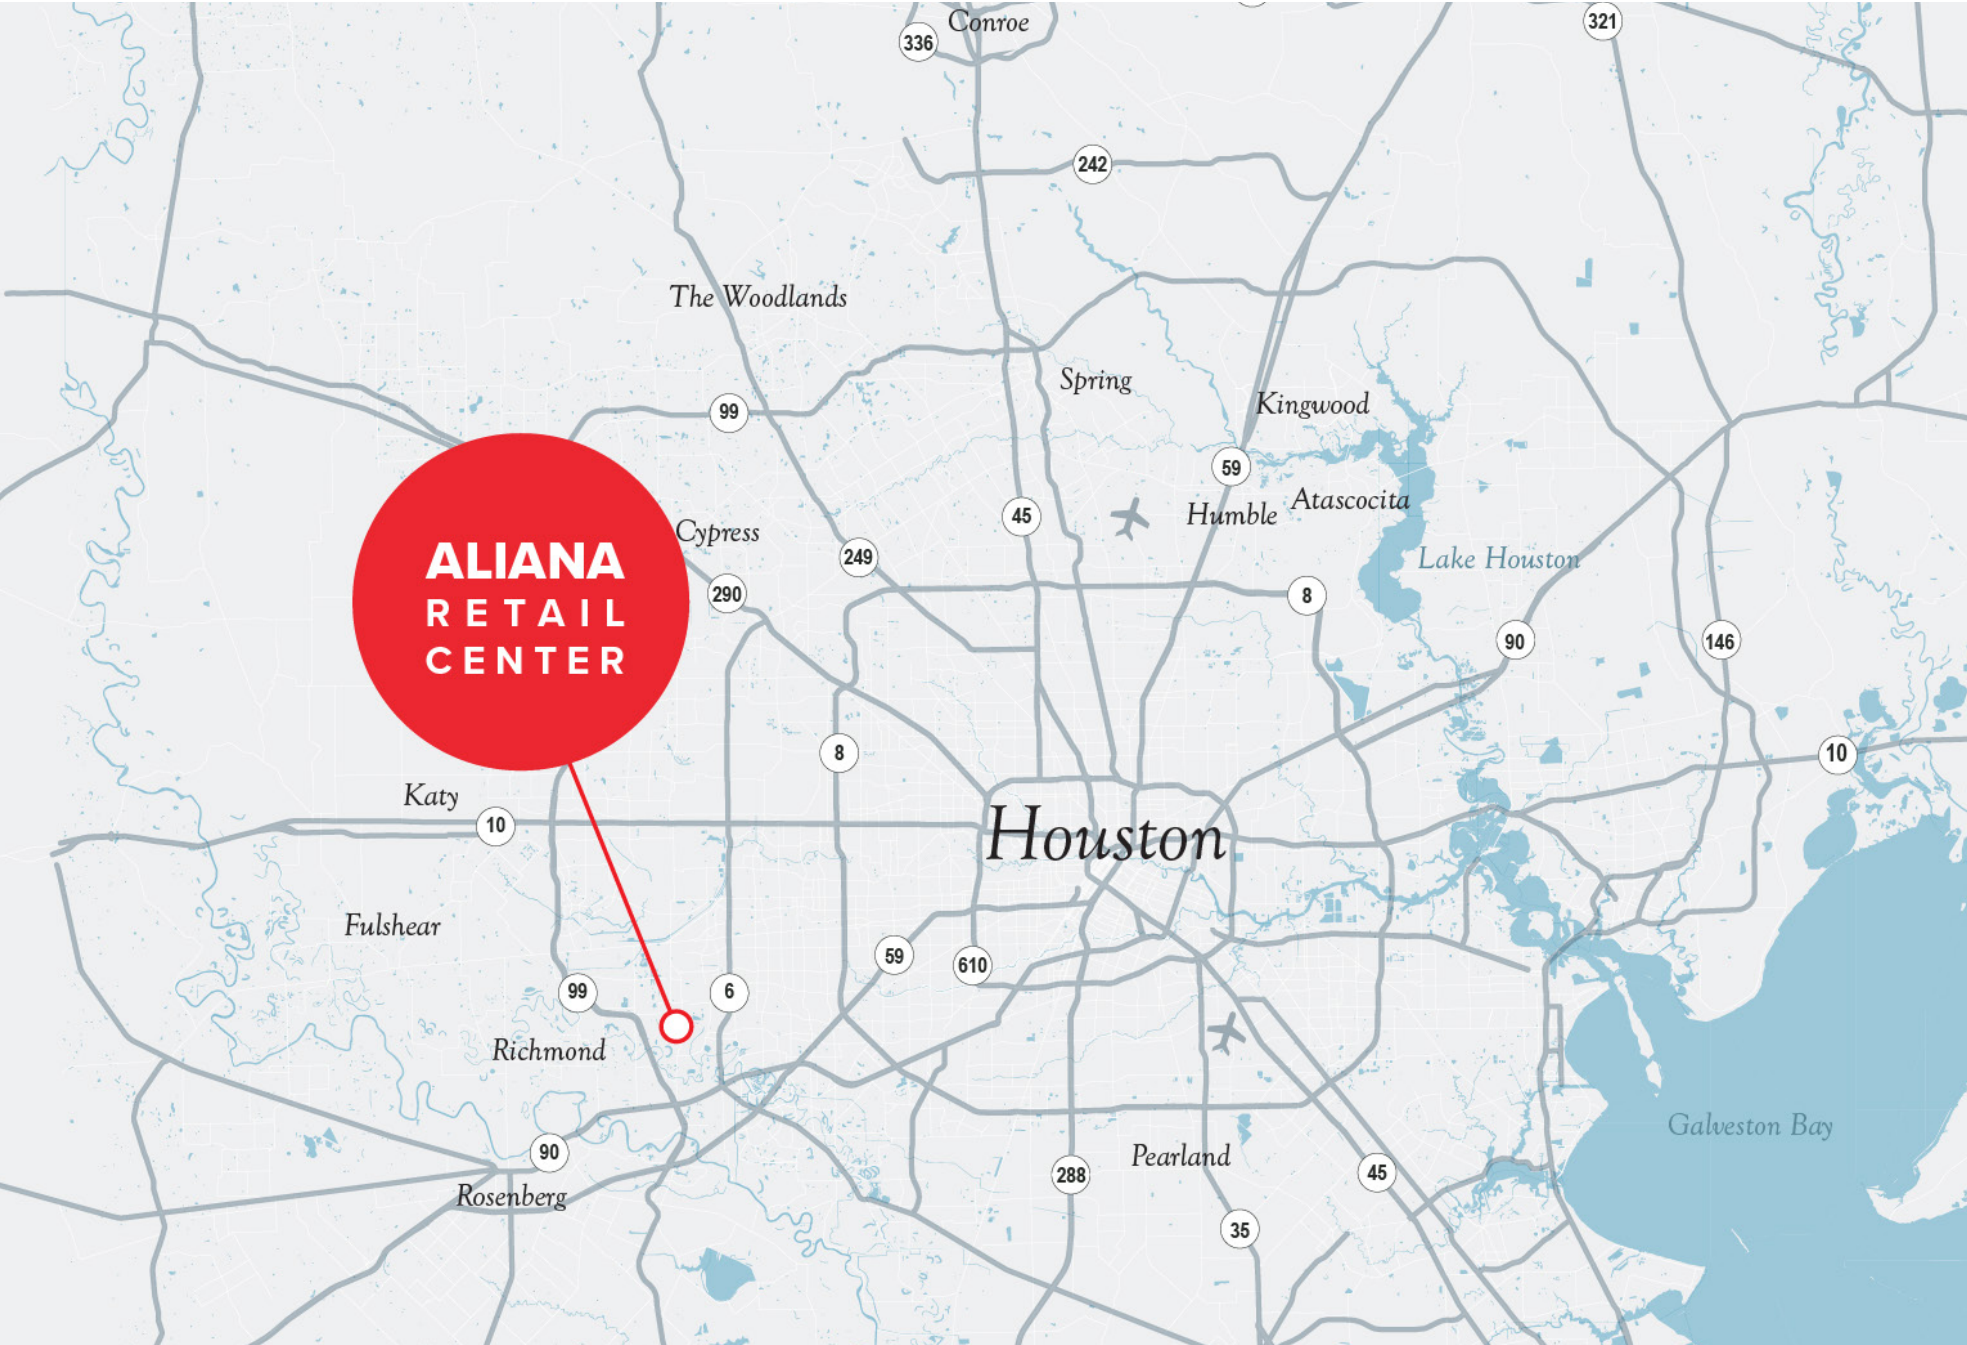 Conroe
336
321
242
The Woodlands
Spring
99
Kingwood
59
Humble
Atascocita
45
Cypress
249
Lake Houston
290
8
ALIANA
RETAIL
CENTER
90
146
8
10
Katy
10
Houston
Fulshear
59
610
99
6
Richmond
Galveston Bay
90
Pearland
288
45
Rosenberg
35